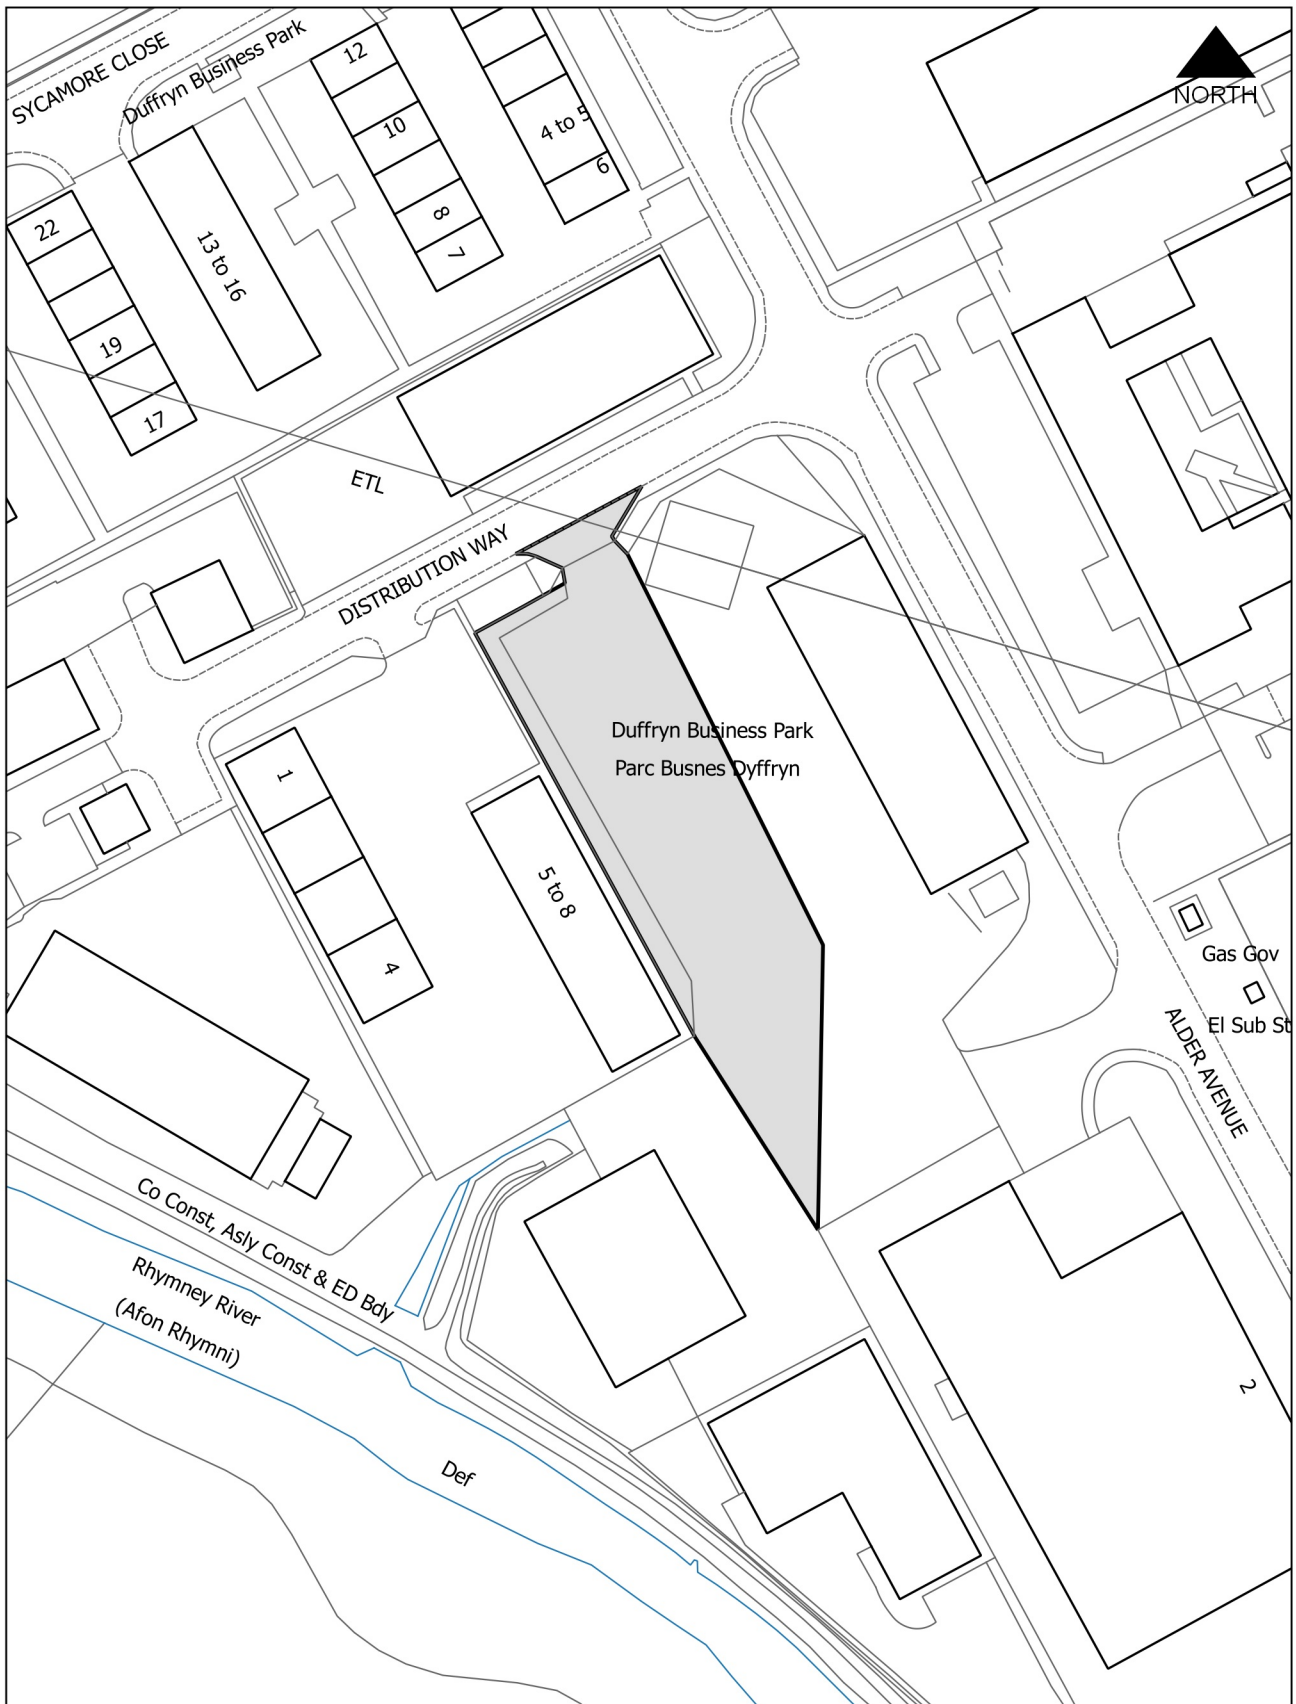 SYCAMORE CLOSE
Duffryn Business Park
12
10
8
7
4 to 5
6
NORTH
22
19
17
13 to 16
ETL
DISTRIBUTION WAY
Duffryn Business Park
Parc Busnes Dyffryn
1
4
5 to 8
Gas Gov
El Sub St
ALDER AVENUE
Co Const, Asly Const & ED Bdy
Rhymney River
(Afon Rhymni)
Def
2